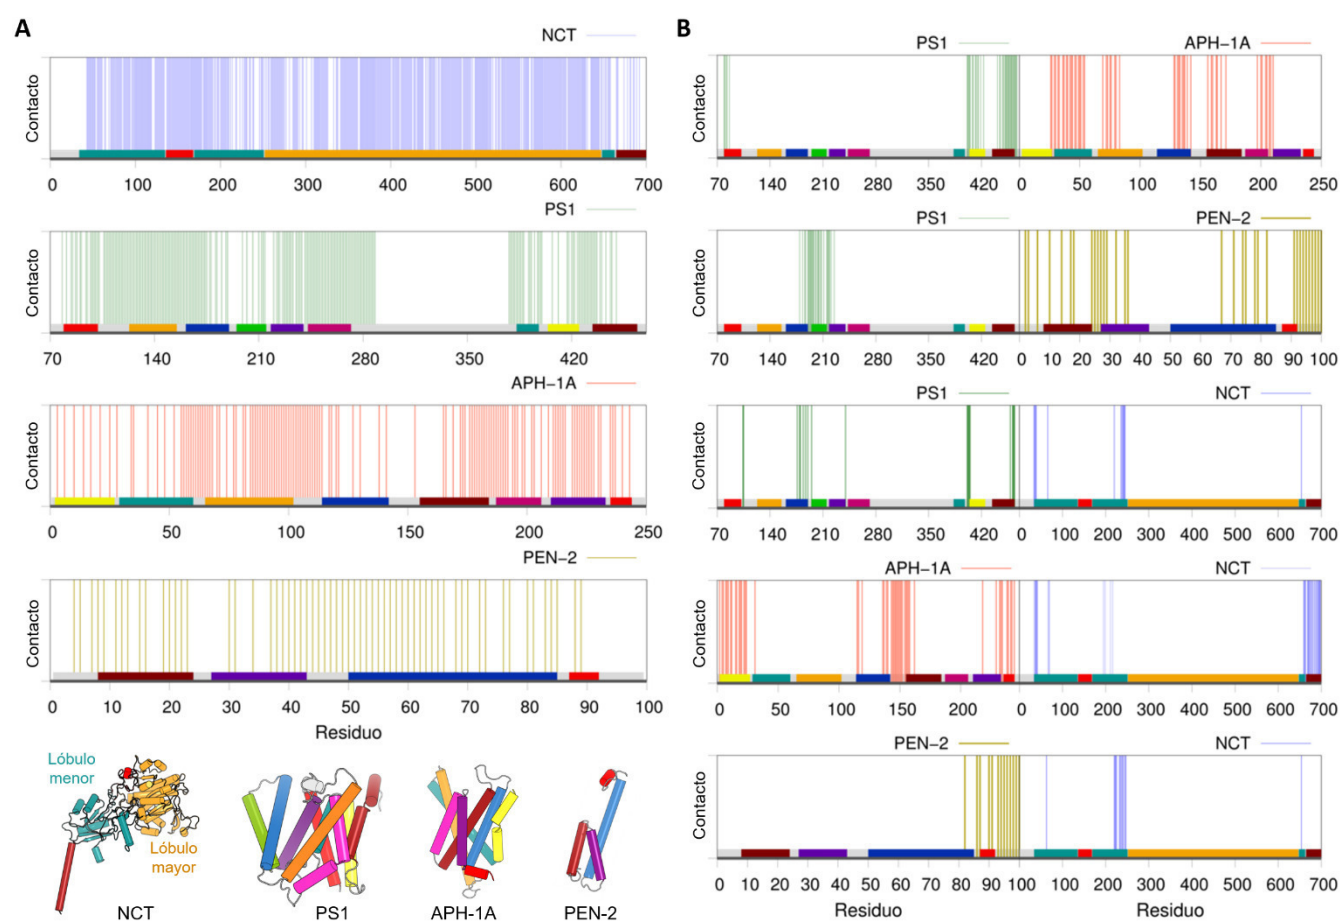 A
NCT
Contacto
0 100 200 300 400 500 600 700
PS1
Contacto
70 140 210 280 350 420
APH-1A
Contacto
0 50 100 150 200 250
PEN-2
Contacto
0 10 20 30 40 50 60 70 80 90 100
Residuo
Lóbulo
menor
Lóbulo
mayor
NCT PS1 APH-1A PEN-2
B
PS1 APH-1A
Contacto
70 140 210 280 350 420 0 50 100 150 200 250
PS1 PEN-2
Contacto
70 140 210 280 350 420 0 10 20 30 40 50 60 70 80 90 100
PS1 NCT
Contacto
70 140 210 280 350 420 0 100 200 300 400 500 600 700
APH-1A NCT
Contacto
0 50 100 150 200 0 100 200 300 400 500 600 700
PEN-2 NCT
Contacto
0 10 20 30 40 50 60 70 80 90 100 100 200 300 400 500 600 700
Residuo Residuo